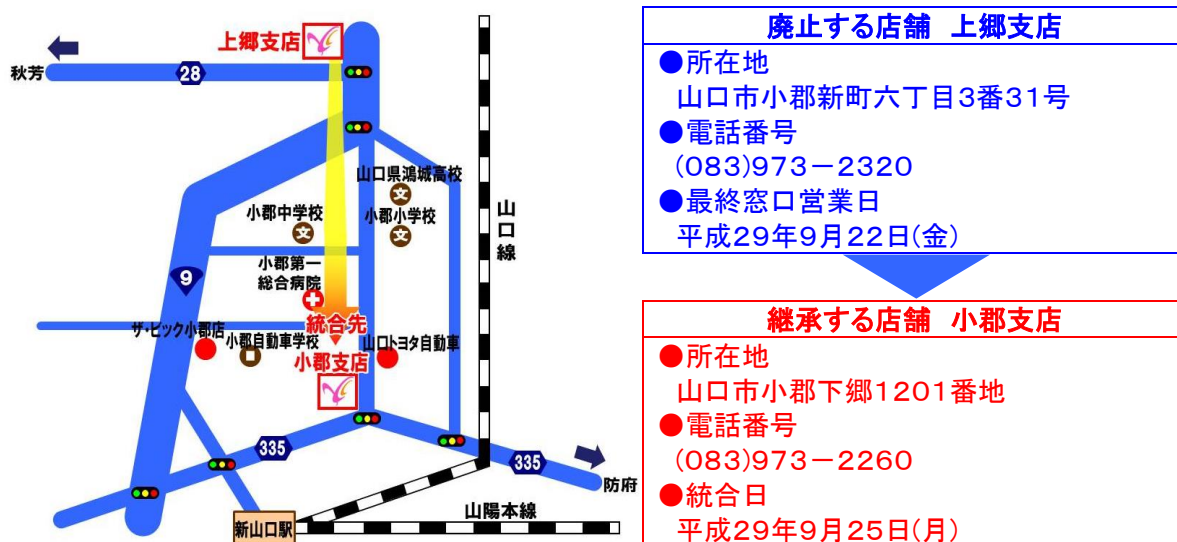 上郷支店
秋芳
28
山口県鴻城高校
文
小郡中学校
文
小郡小学校
文
山口線
小郡第一
総合病院
9
統合先
ザ・ビック小郡店
小郡自動車学校
山口トヨタ自動車
小郡支店
335
335
防府
山陽本線
新山口駅
廃止する店舗 上郷支店
●所在地
山口市小郡新町六丁目3番31号
●電話番号
(083)973－2320
●最終窓口営業日
平成29年9月22日(金)
継承する店舗 小郡支店
●所在地
山口市小郡下郷1201番地
●電話番号
(083)973－2260
●統合日
平成29年9月25日(月)